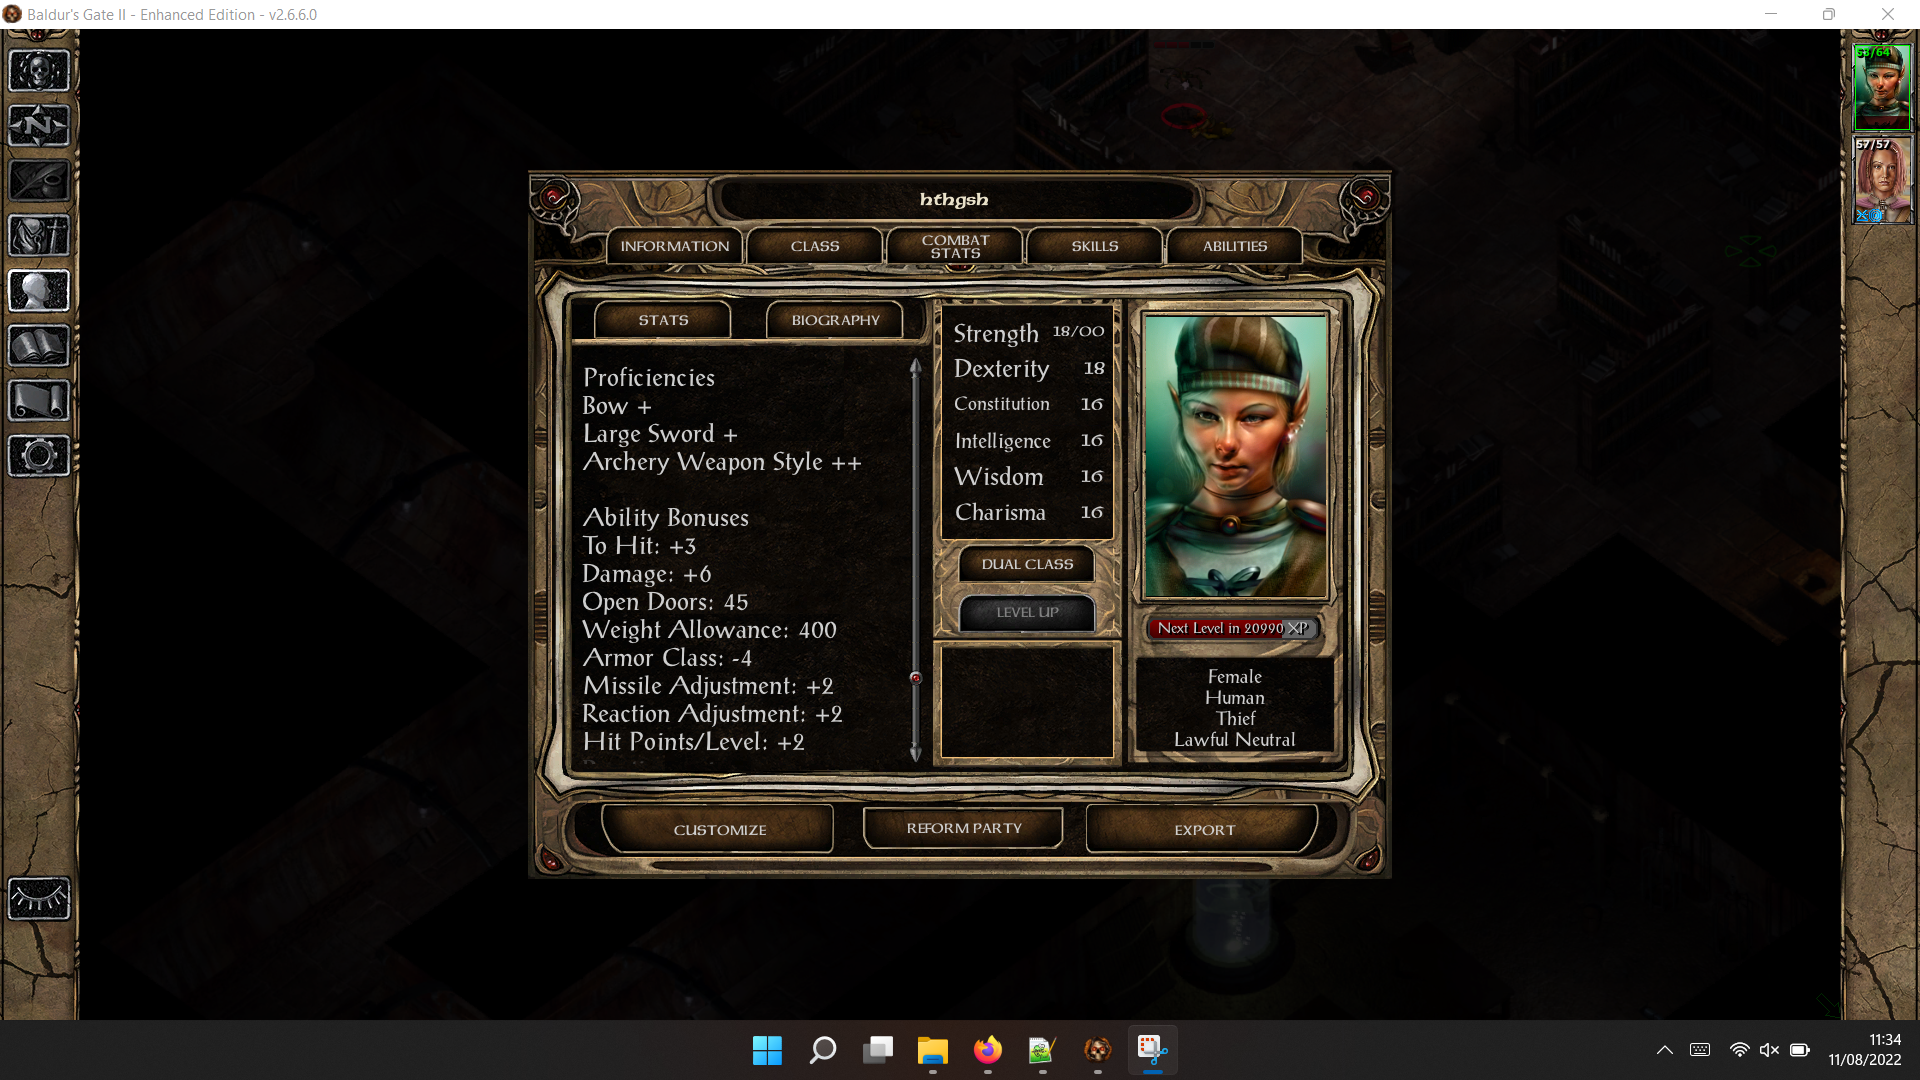 Baldur's Gate II - Enhanced Edition - v2.6.6.0
N
53/64
57/57
hthgsh
INFORMATION
CLASS
COMBAT
STATS
SKILLS
ABILITIES
STATS
BIOGRAPHY
Proficiencies
Bow +
Large Sword +
Archery Weapon Style ++
Ability Bonuses
To Hit: +3
Damage: +6
Open Doors: 45
Weight Allowance: 400
Armor Class: -4
Missile Adjustment: +2
Reaction Adjustment: +2
Hit Points/Level: +2
Strength 18/00
Dexterity 18
Constitution 16
Intelligence 16
Wisdom 16
Charisma 16
DUAL CLASS
LEVEL UP
Next Level in 20990 XP
Female
Human
Thief
Lawful Neutral
CUSTOMIZE
REFORM PARTY
EXPORT
11:34
11/08/2022